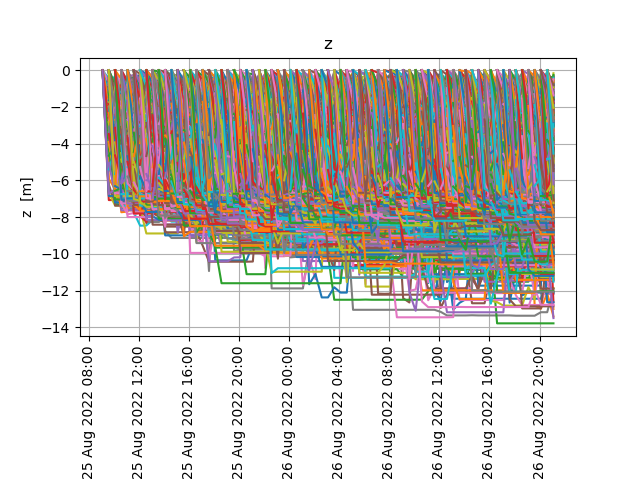 z
0
−2
−4
−6
−8
−10
−12
−14
z [m]
25 Aug 2022 08:00
25 Aug 2022 12:00
25 Aug 2022 16:00
25 Aug 2022 20:00
26 Aug 2022 00:00
26 Aug 2022 04:00
26 Aug 2022 08:00
26 Aug 2022 12:00
26 Aug 2022 16:00
26 Aug 2022 20:00